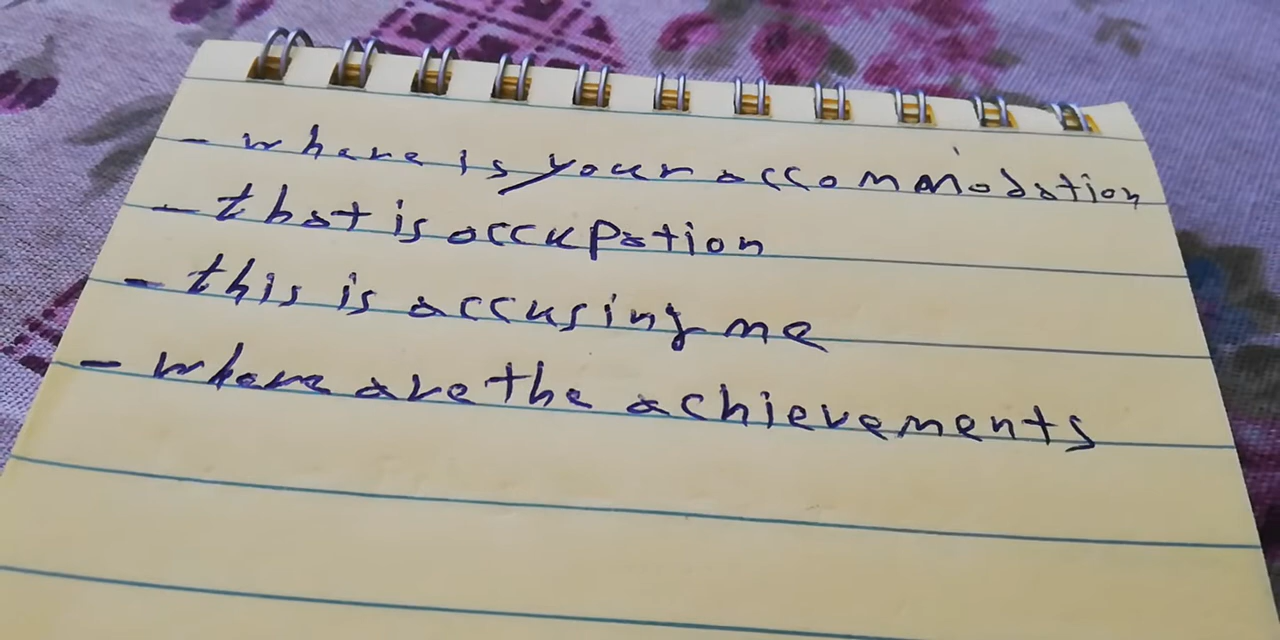 - where is your accommodation
- that is occupation
- this is accusing me
- where are the achievements